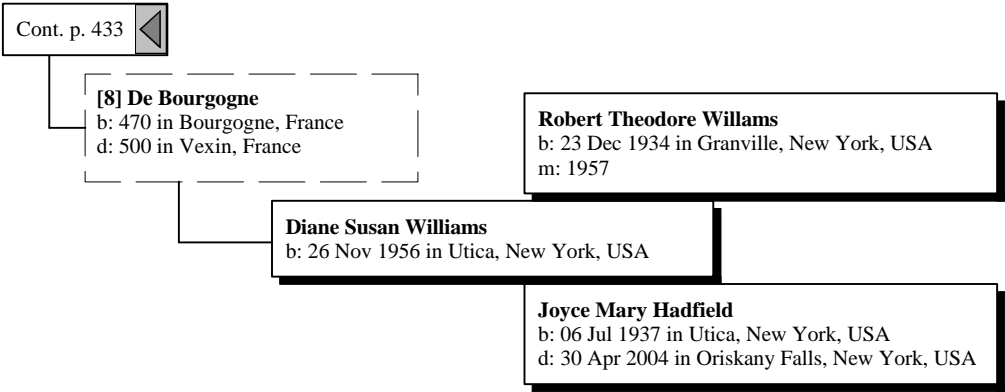 Cont. p. 433
[8] De Bourgogne
b: 470 in Bourgogne, France
d: 500 in Vexin, France
Robert Theodore Willams
b: 23 Dec 1934 in Granville, New York, USA
m: 1957
Diane Susan Williams
b: 26 Nov 1956 in Utica, New York, USA
Joyce Mary Hadfield
b: 06 Jul 1937 in Utica, New York, USA
d: 30 Apr 2004 in Oriskany Falls, New York, USA